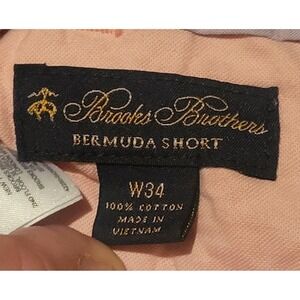 Brooks Brothers
BERMUDA SHORT
W34
100% COTTON
MADE IN
VIETNAM